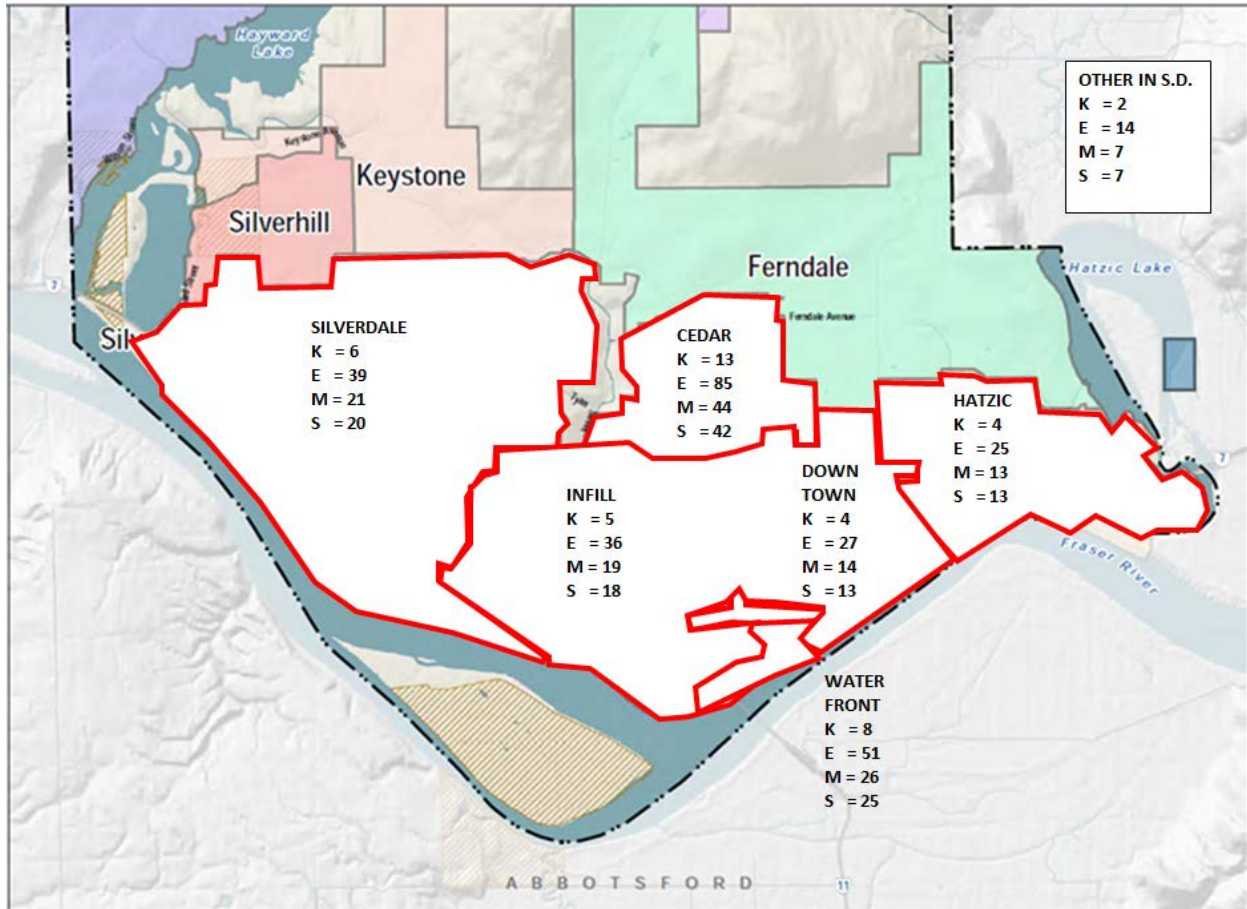 Hayward
Lake
OTHER IN S.D.
K = 2
E = 14
M = 7
S = 7
Keystone
Silverhill
Ferndale
Hatzic Lake
7
Ferndale Avenue
Sil
SILVERDALE
K = 6
E = 39
M = 21
S = 20
CEDAR
K = 13
E = 85
M = 44
S = 42
HATZIC
K = 4
E = 25
M = 13
S = 13
7
INFILL
K = 5
E = 36
M = 19
S = 18
DOWN
TOWN
K = 4
E = 27
M = 14
S = 13
Fraser River
WATER
FRONT
K = 8
E = 51
M = 26
S = 25
ABBOTSFORD
11